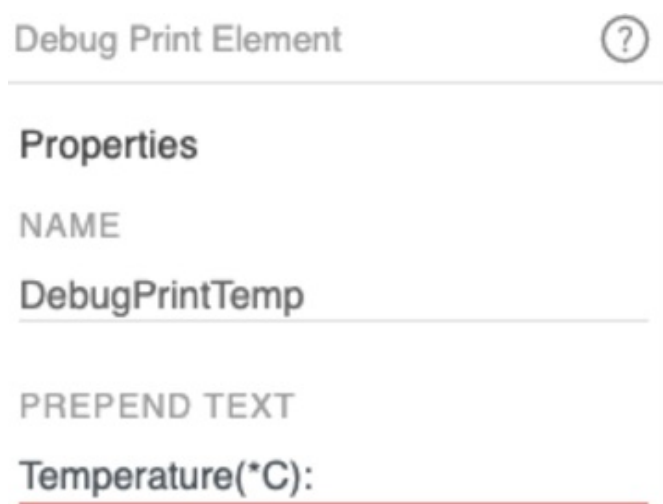 Debug Print Element
?
Properties
NAME
DebugPrintTemp
PREPEND TEXT
Temperature(*C):